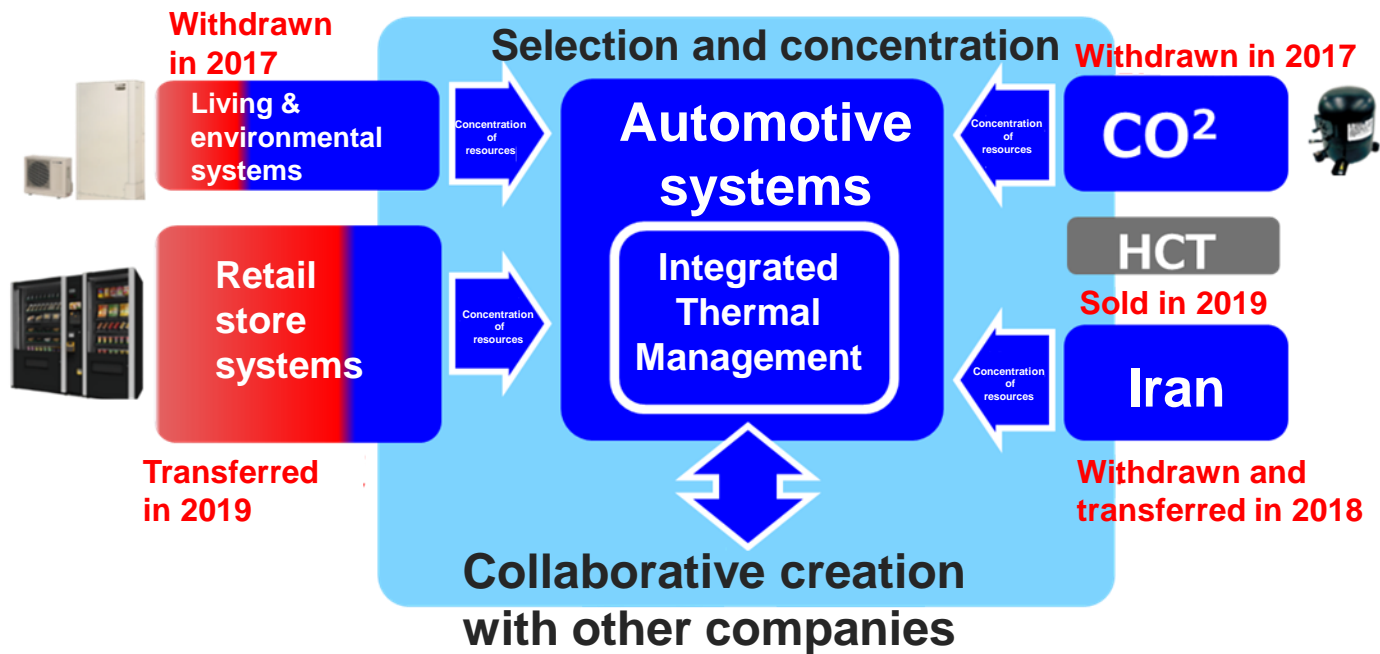 Selection and concentration
Withdrawn
in 2017
Living &
environmental
systems
Concentration
of
resources
Retail
store
systems
Transferred
in 2019
Concentration
of
resources
Automotive
systems
Integrated
Thermal
Management
Withdrawn in 2017
CO²
Concentration
of
resources
HCT
Sold in 2019
Iran
Concentration
of
resources
Withdrawn and
transferred in 2018
Collaborative creation
with other companies